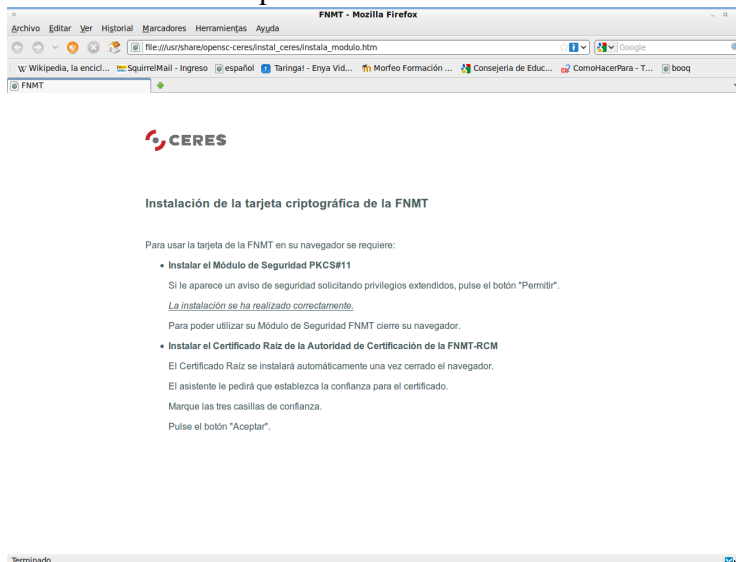 FNMT - Mozilla Firefox
Archivo Editar Ver Historial Marcadores Herramientas Ayuda
file:///usr/share/opensc-ceres/instal_ceres/instala_modulo.htm
Google
Wikipedia, la encicl... SquirrelMail - Ingreso español Taringa! - Enya Vid... Morfeo Formación ... Consejeria de Educ... ComoHacerPara - T... booq
FNMT
CERES
Instalación de la tarjeta criptográfica de la FNMT
Para usar la tarjeta de la FNMT en su navegador se requiere:
• Instalar el Módulo de Seguridad PKCS#11
Si le aparece un aviso de seguridad solicitando privilegios extendidos, pulse el botón "Permitir".
La instalación se ha realizado correctamente.
Para poder utilizar su Módulo de Seguridad FNMT cierre su navegador.
• Instalar el Certificado Raíz de la Autoridad de Certificación de la FNMT-RCM
El Certificado Raíz se instalará automáticamente una vez cerrado el navegador.
El asistente le pedirá que establezca la confianza para el certificado.
Marque las tres casillas de confianza.
Pulse el botón "Aceptar".
Terminado